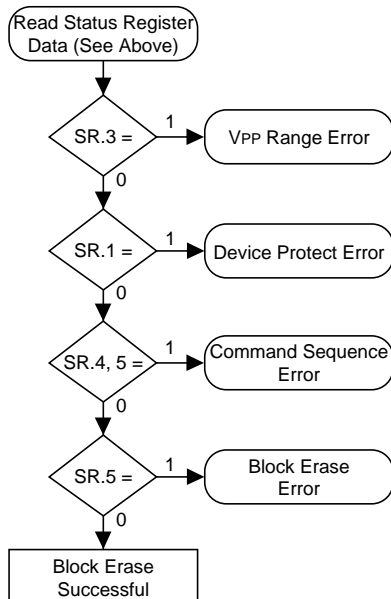 Read Status Register
Data (See Above)
SR.3 =
1
VPP Range Error
0
SR.1 =
1
Device Protect Error
0
SR.4, 5 =
1
Command Sequence
Error
0
SR.5 =
1
Block Erase
Error
0
Block Erase
Successful